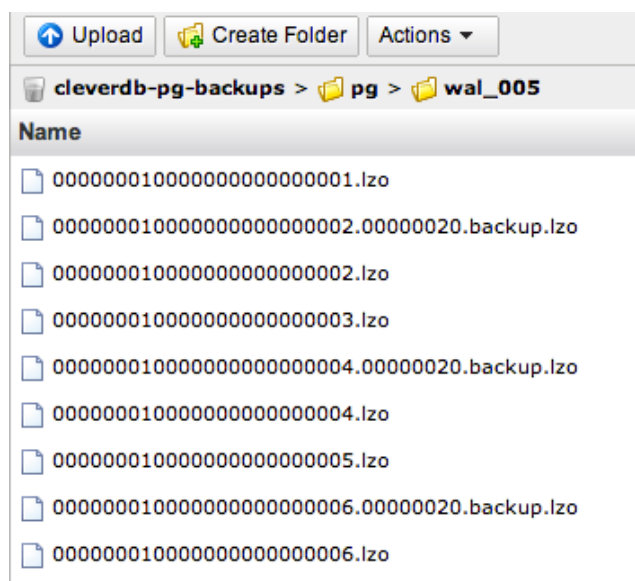 Upload Create Folder Actions
cleverdb-pg-backups > pg > wal_005
Name
000000010000000000000001.lzo
000000010000000000000002.00000020.backup.lzo
000000010000000000000002.lzo
000000010000000000000003.lzo
000000010000000000000004.00000020.backup.lzo
000000010000000000000004.lzo
000000010000000000000005.lzo
000000010000000000000006.00000020.backup.lzo
000000010000000000000006.lzo